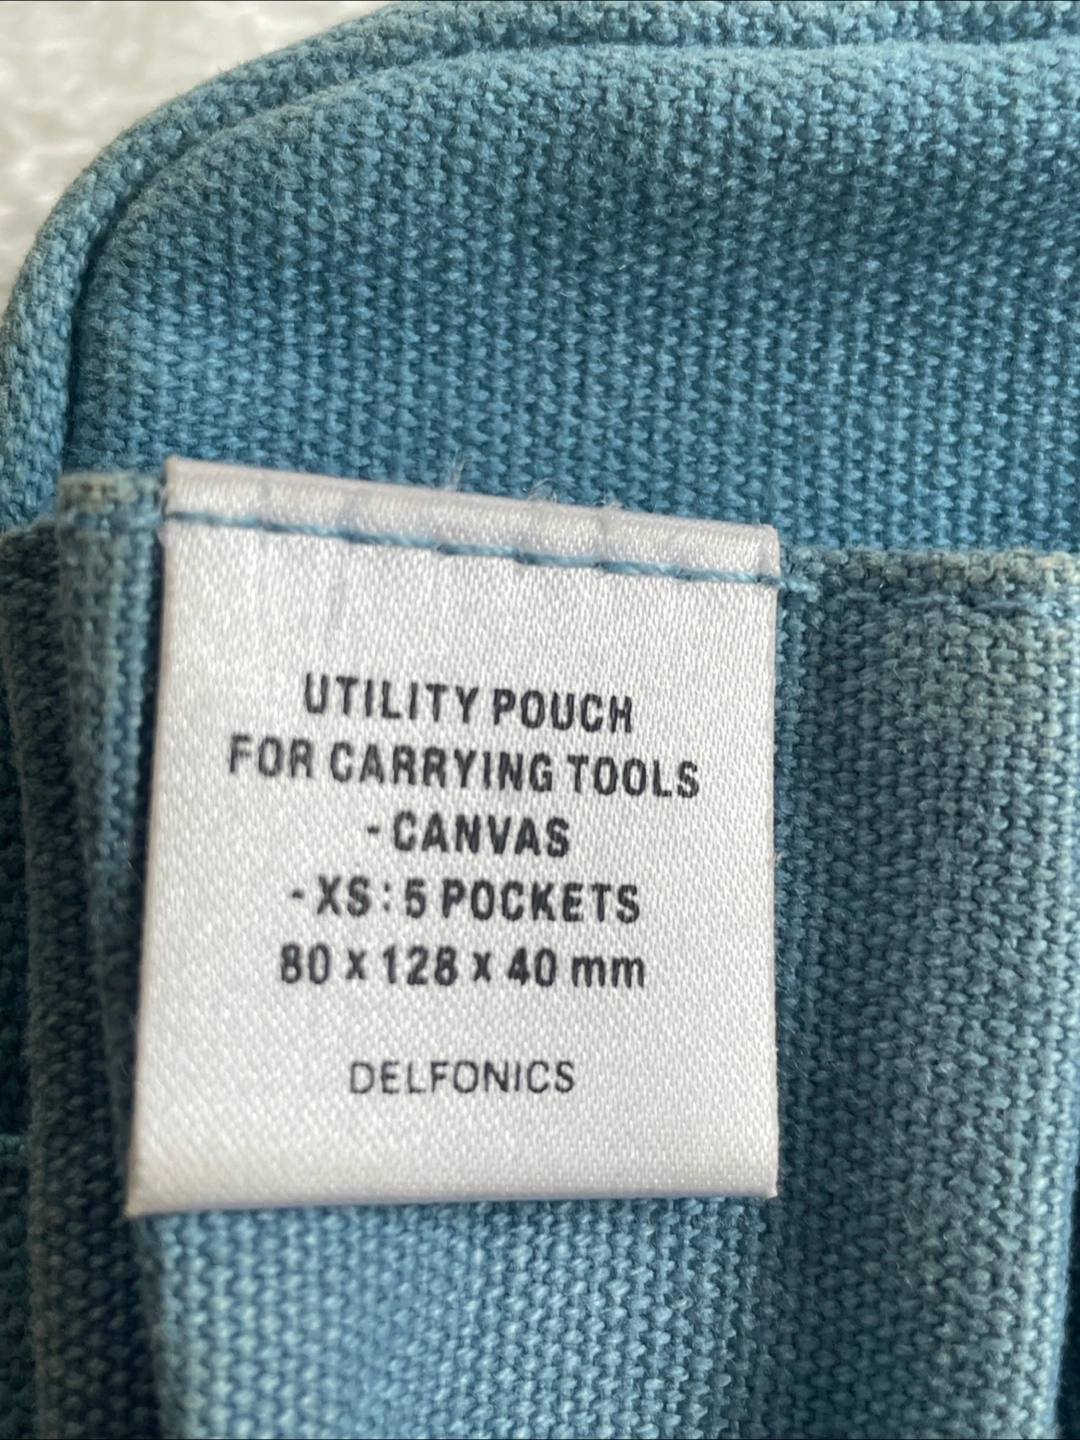 UTILITY POUCH
FOR CARRYING TOOLS
- CANVAS
- XS : 5 POCKETS
80 x 128 x 40 mm
DELFONICS